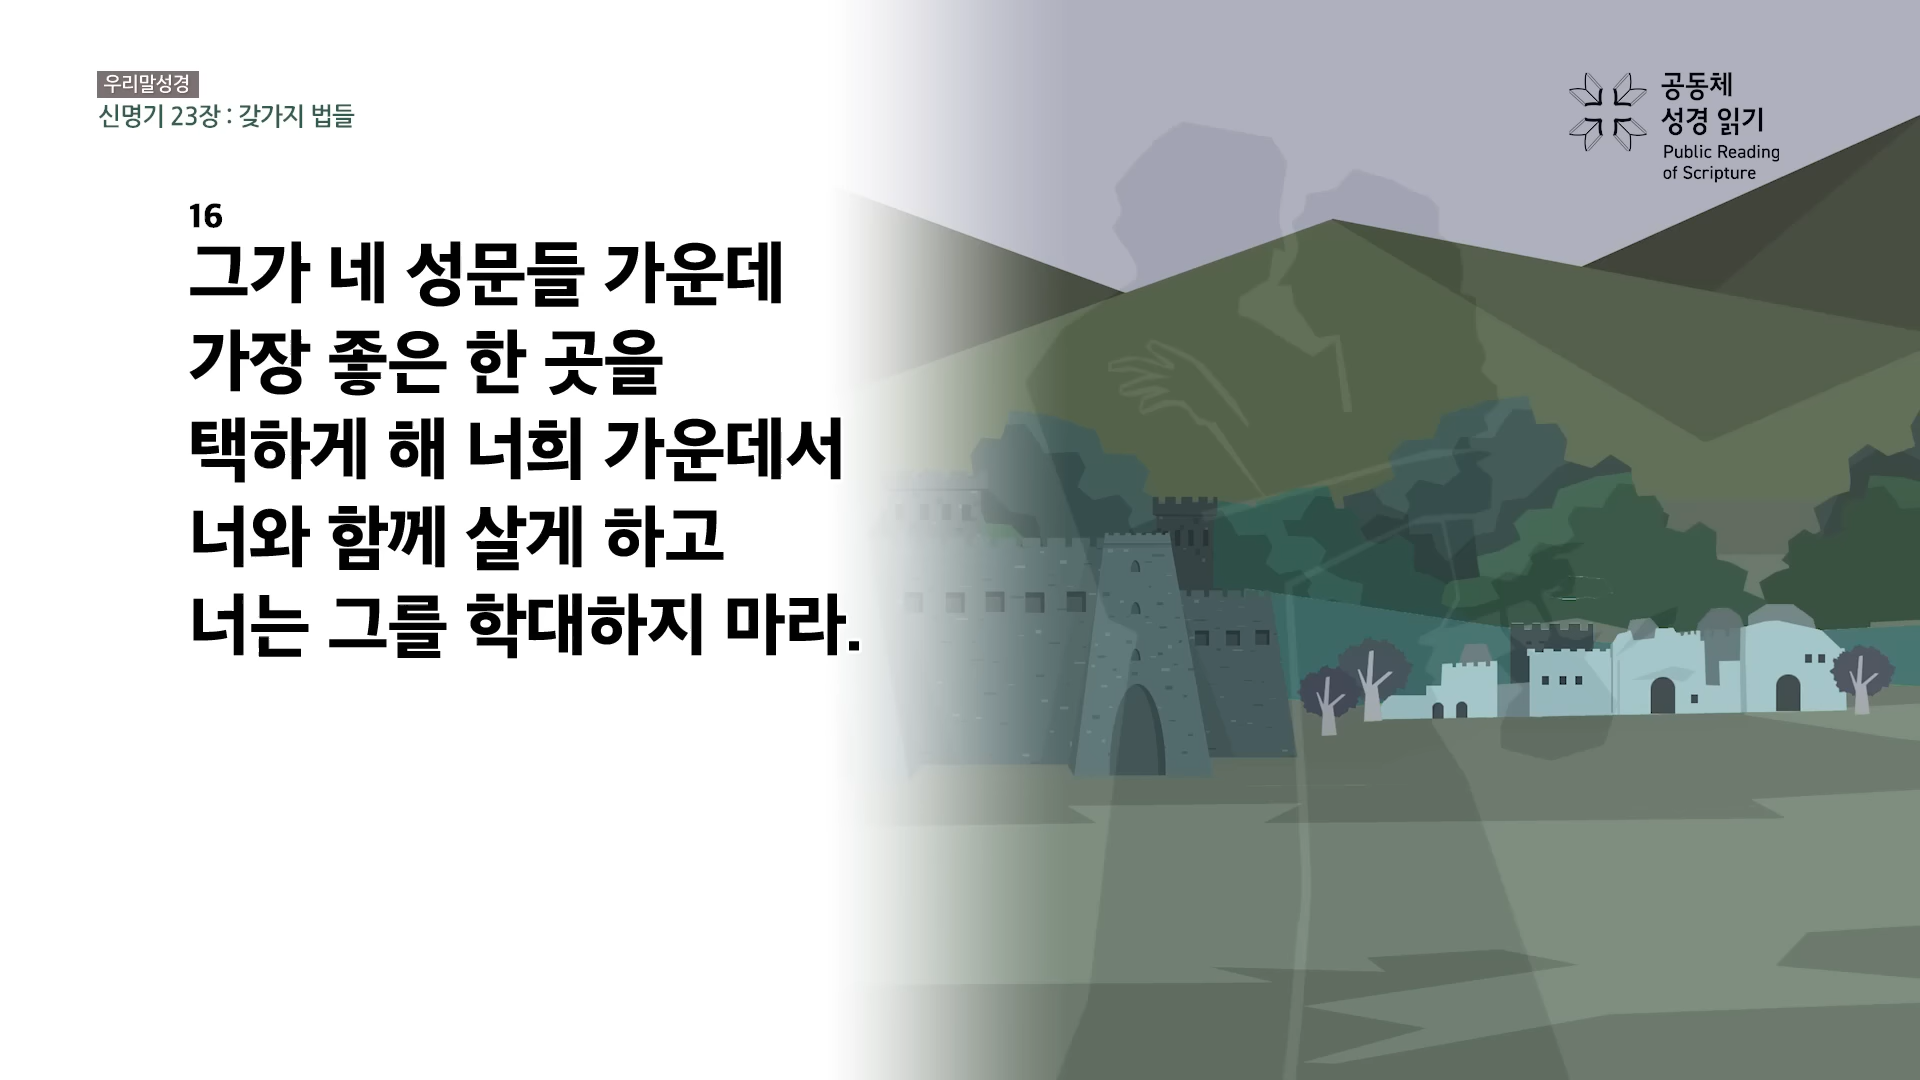 우리말성경
신명기 23장 : 갖가지 법들
공동체
성경 읽기
Public Reading
of Scripture
16
그가 네 성문들 가운데
가장 좋은 한 곳을
택하게 해 너희 가운데서
너와 함께 살게 하고
너는 그를 학대하지 마라.